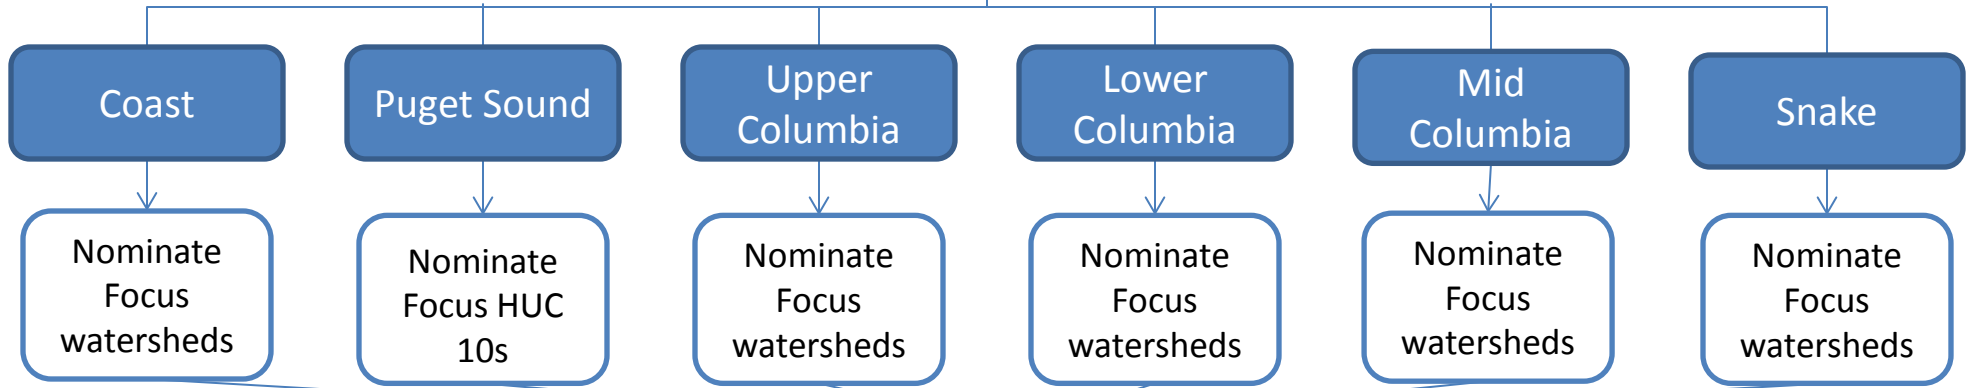 Coast
Puget Sound
Upper
Columbia
Lower
Columbia
Mid
Columbia
Snake
Nominate
Focus
watersheds
Nominate
Focus HUC
10s
Nominate
Focus
watersheds
Nominate
Focus
watersheds
Nominate
Focus
watersheds
Nominate
Focus
watersheds